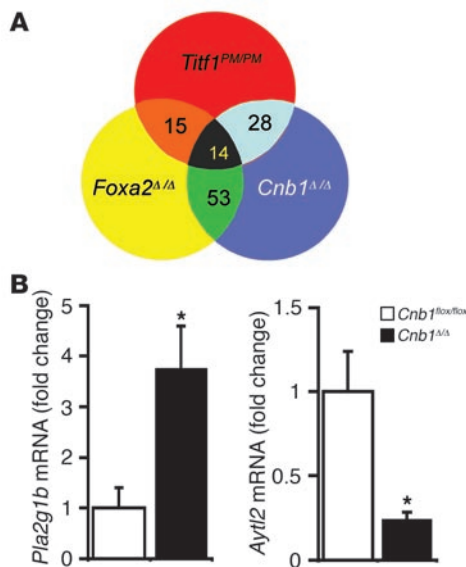 A
Titf1PM/PM
15
28
14
Foxa2Δ/Δ
53
Cnb1Δ/Δ
B
Pla2g1b mRNA (fold change)
5
4
3
2
1
0
*
Aytl2 mRNA (fold change)
1.5
1
0.5
0
*
Cnb1flox/flox
Cnb1Δ/Δ